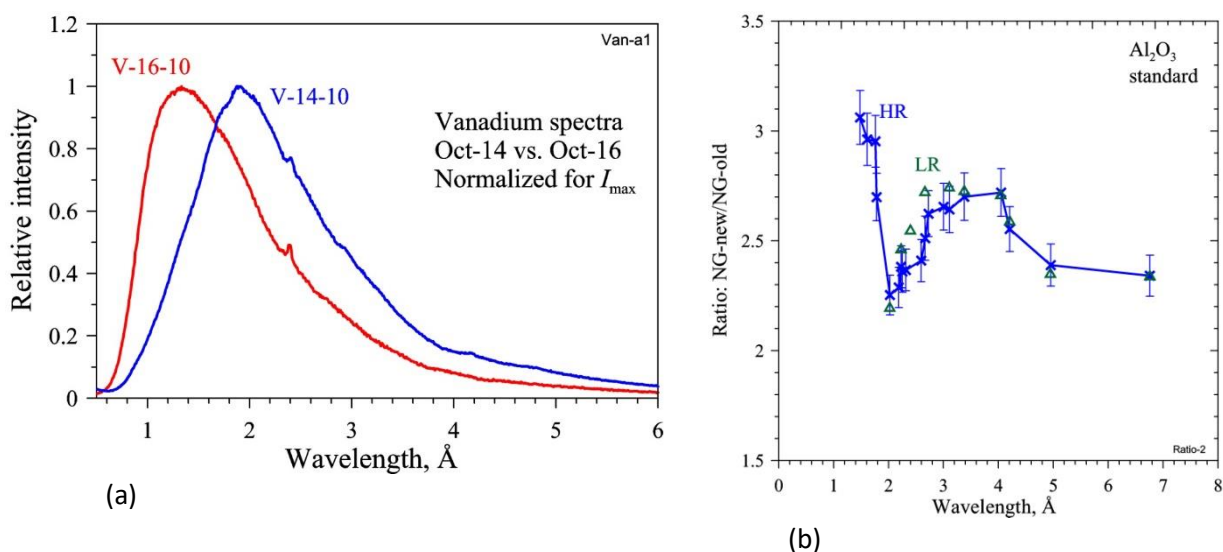 1.2
1
0.8
0.6
0.4
0.2
0
Relative intensity
Van-a1
V-16-10
V-14-10
Vanadium spectra
Oct-14 vs. Oct-16
Normalized for Imax
1 2 3 4 5 6
Wavelength, Å
(a)
3.5
3
2.5
2
1.5
Ratio: NG-new/NG-old
Al2O3
standard
HR
LR
Ratio-2
0 1 2 3 4 5 6 7 8
Wavelength, Å
(b)